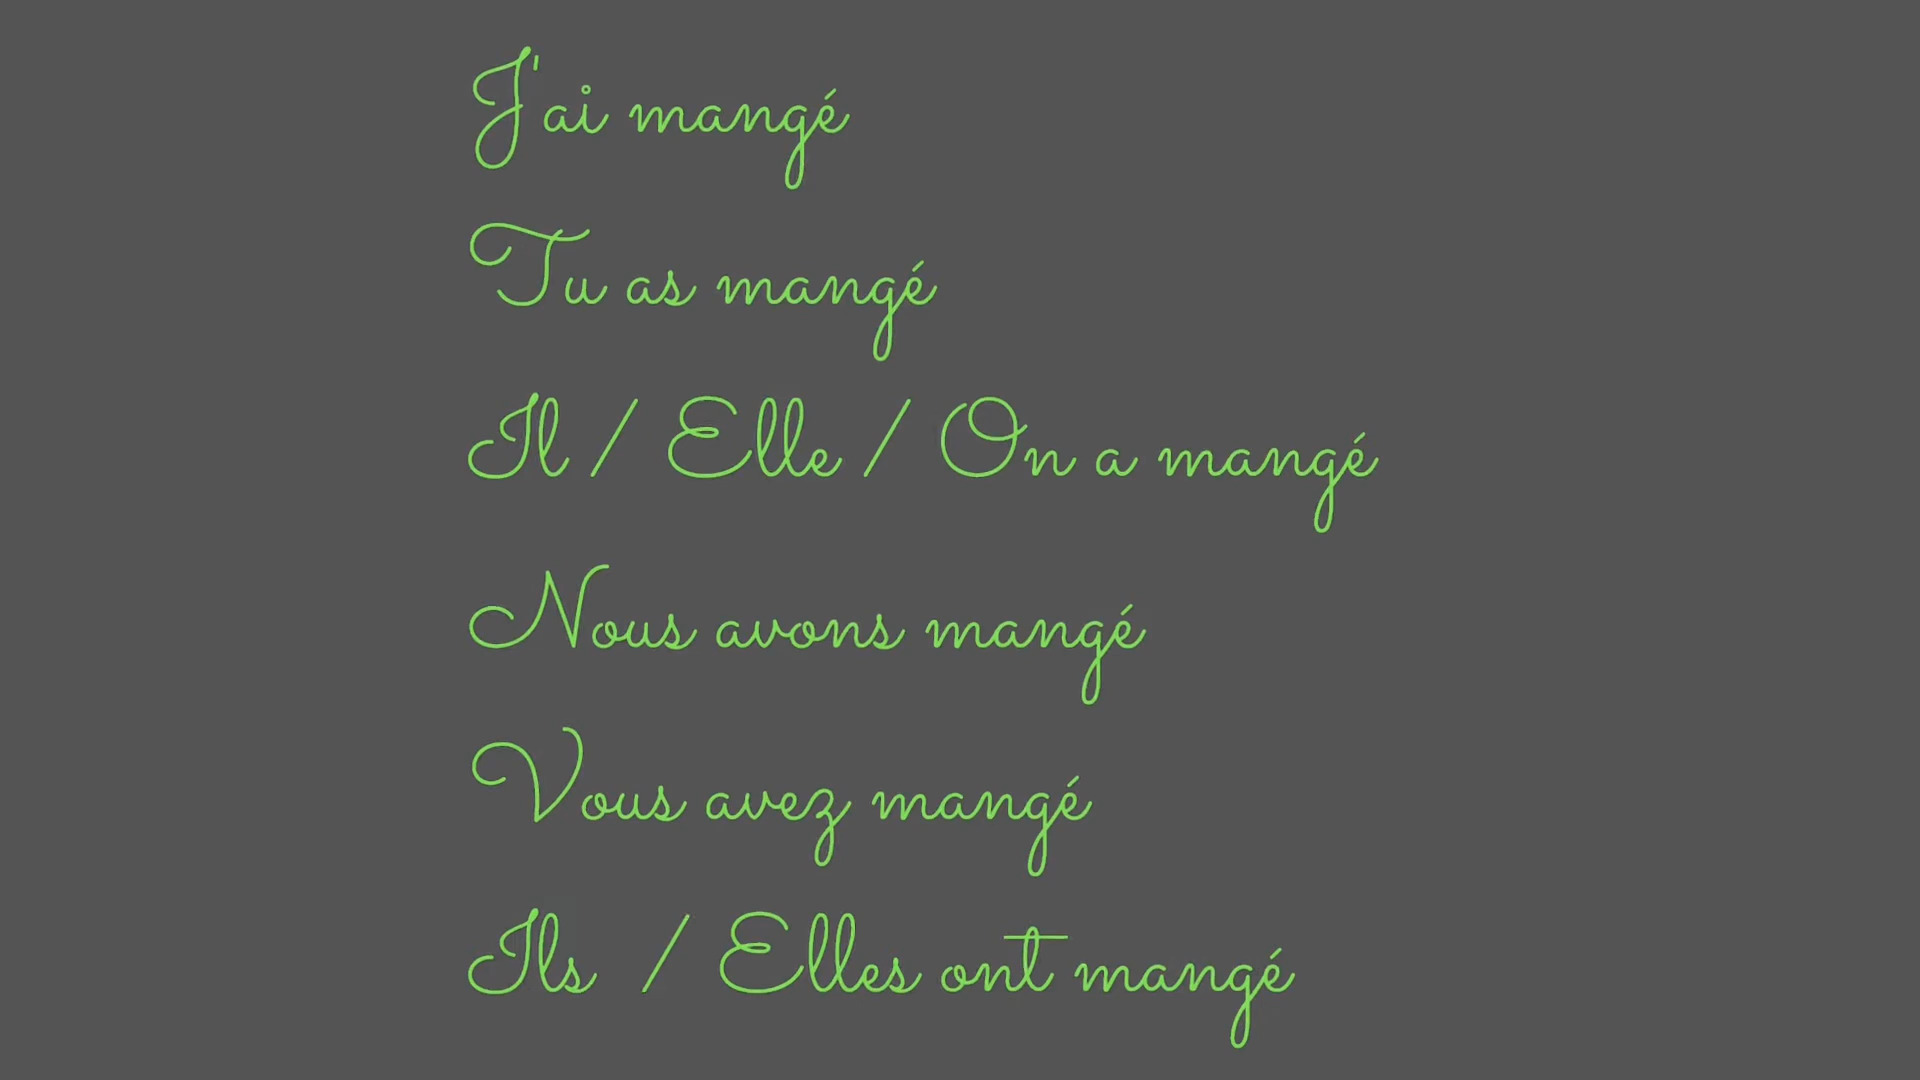 J'ai mangé
Tu as mangé
Il / Elle / On a mangé
Nous avons mangé
Vous avez mangé
Ils / Elles ont mangé